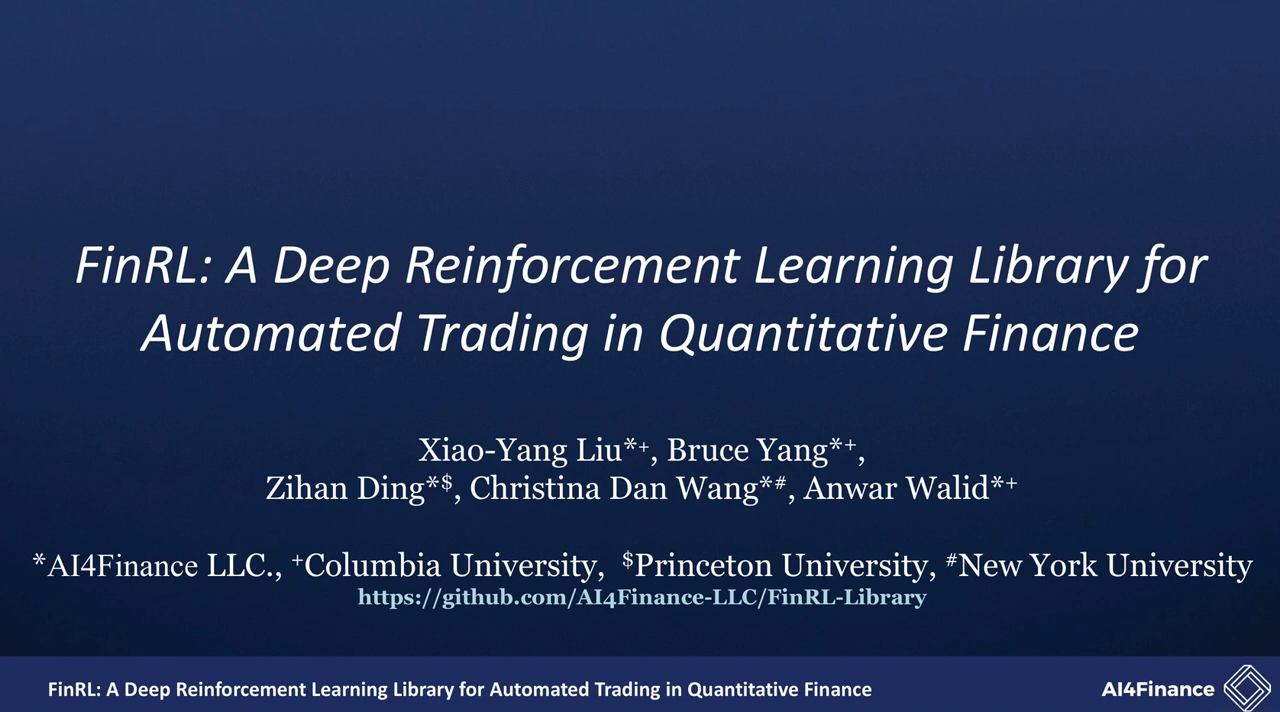 FinRL: A Deep Reinforcement Learning Library for
Automated Trading in Quantitative Finance
Xiao-Yang Liu*⁺, Bruce Yang*⁺,
Zihan Ding*$, Christina Dan Wang*#, Anwar Walid*⁺
*AI4Finance LLC., ⁺Columbia University, $Princeton University, #New York University
https://github.com/AI4Finance-LLC/FinRL-Library
FinRL: A Deep Reinforcement Learning Library for Automated Trading in Quantitative Finance
AI4Finance